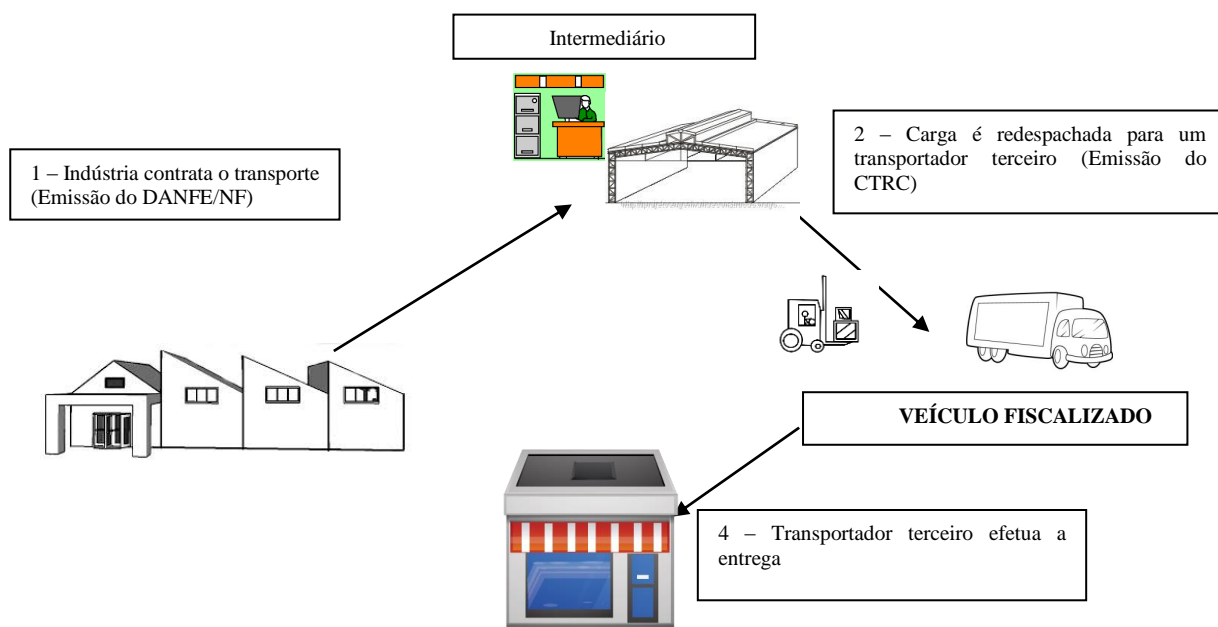 Intermediário
1 – Indústria contrata o transporte
(Emissão do DANFE/NF)
2 – Carga é redespachada para um
transportador terceiro (Emissão do
CTRC)
VEÍCULO FISCALIZADO
4 – Transportador terceiro efetua a
entrega